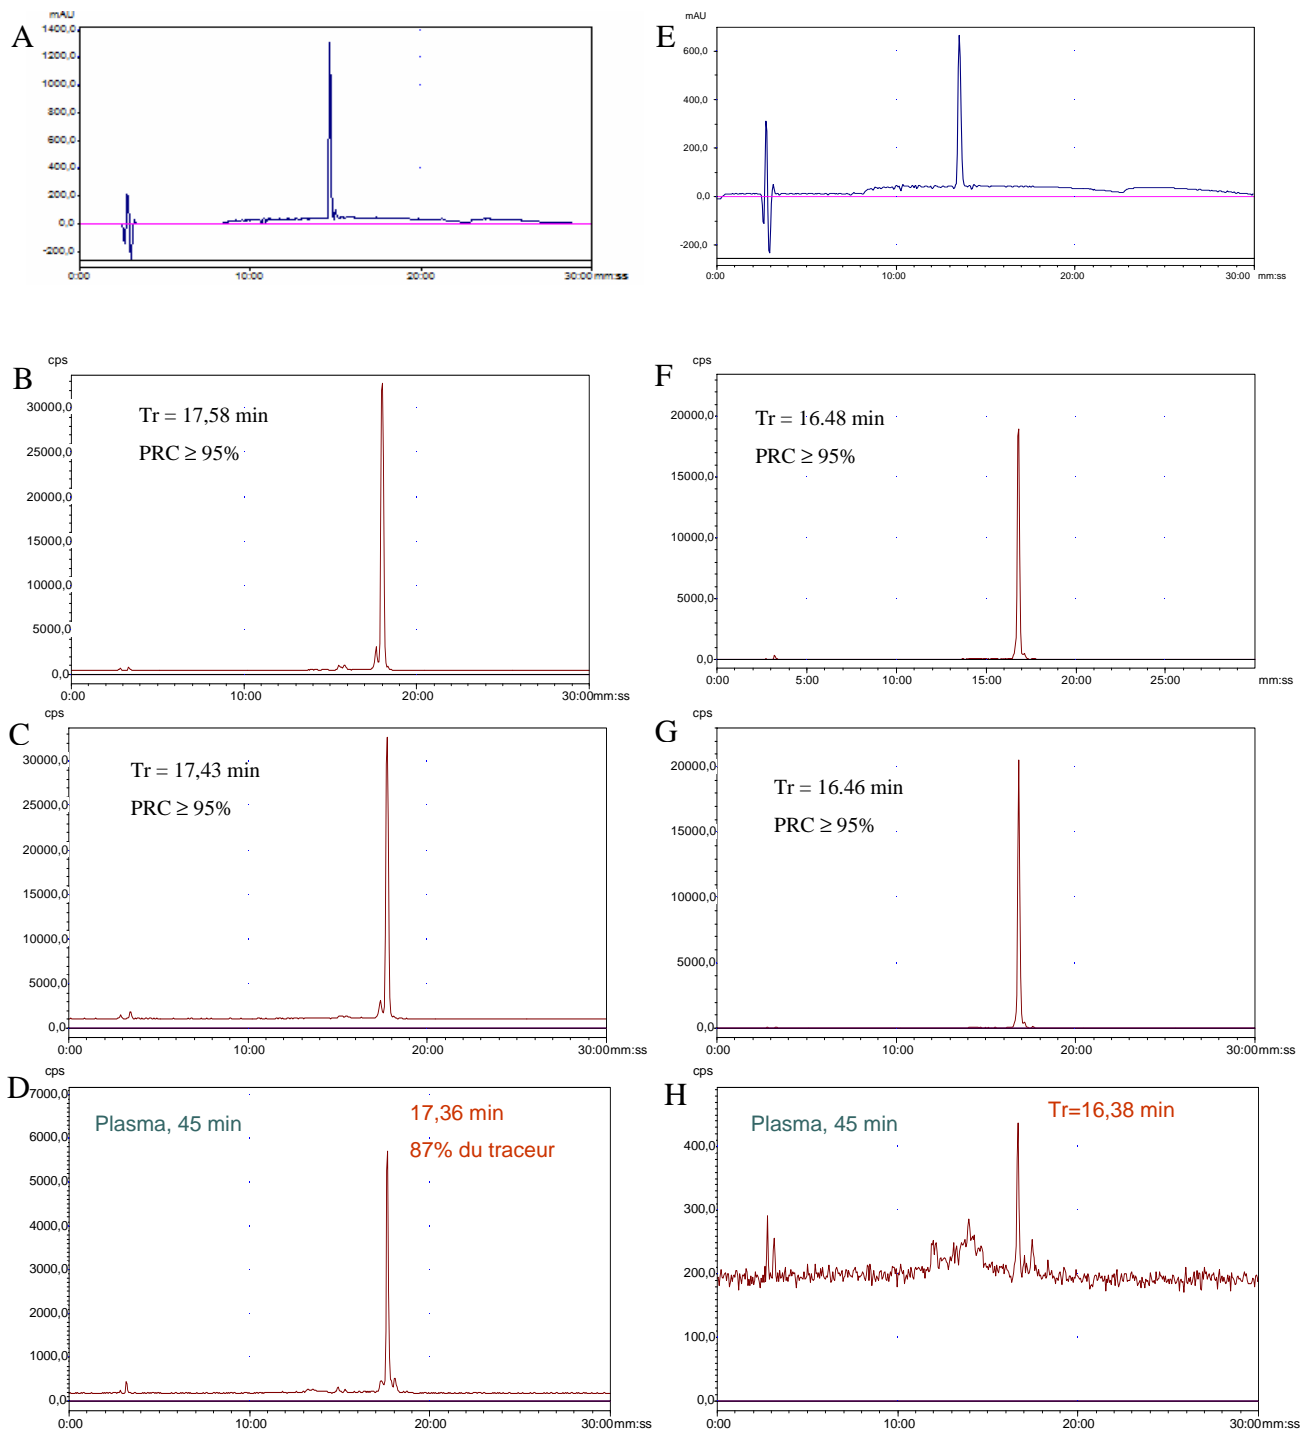 A
mAU
1400,0
1200,0
1000,0
800,0
600,0
400,0
200,0
0,0
-200,0
0:00 10:00 20:00 30:00 mm:ss
E
mAU
600,0
400,0
200,0
0,0
-200,0
0:00 10:00 20:00 30:00 mm:ss
B
cps
30000,0
25000,0
20000,0
15000,0
10000,0
5000,0
0,0
Tr = 17,58 min
PRC ≥ 95%
0:00 10:00 20:00 30:00 mm:ss
F
cps
20000,0
15000,0
10000,0
5000,0
0,0
Tr = 16.48 min
PRC ≥ 95%
0:00 5:00 10:00 15:00 20:00 25:00 mm:ss
C
cps
30000,0
25000,0
20000,0
15000,0
10000,0
5000,0
0,0
Tr = 17,43 min
PRC ≥ 95%
0:00 10:00 20:00 30:00 mm:ss
G
cps
20000,0
15000,0
10000,0
5000,0
0,0
Tr = 16.46 min
PRC ≥ 95%
0:00 10:00 20:00 30:00 mm:ss
D
cps
7000,0
6000,0
5000,0
4000,0
3000,0
2000,0
1000,0
0,0
Plasma, 45 min
17,36 min
87% du traceur
0:00 10:00 20:00 30:00 mm:ss
H
cps
400,0
300,0
200,0
100,0
0,0
Plasma, 45 min
Tr=16,38 min
0:00 10:00 20:00 30:00 mm:ss